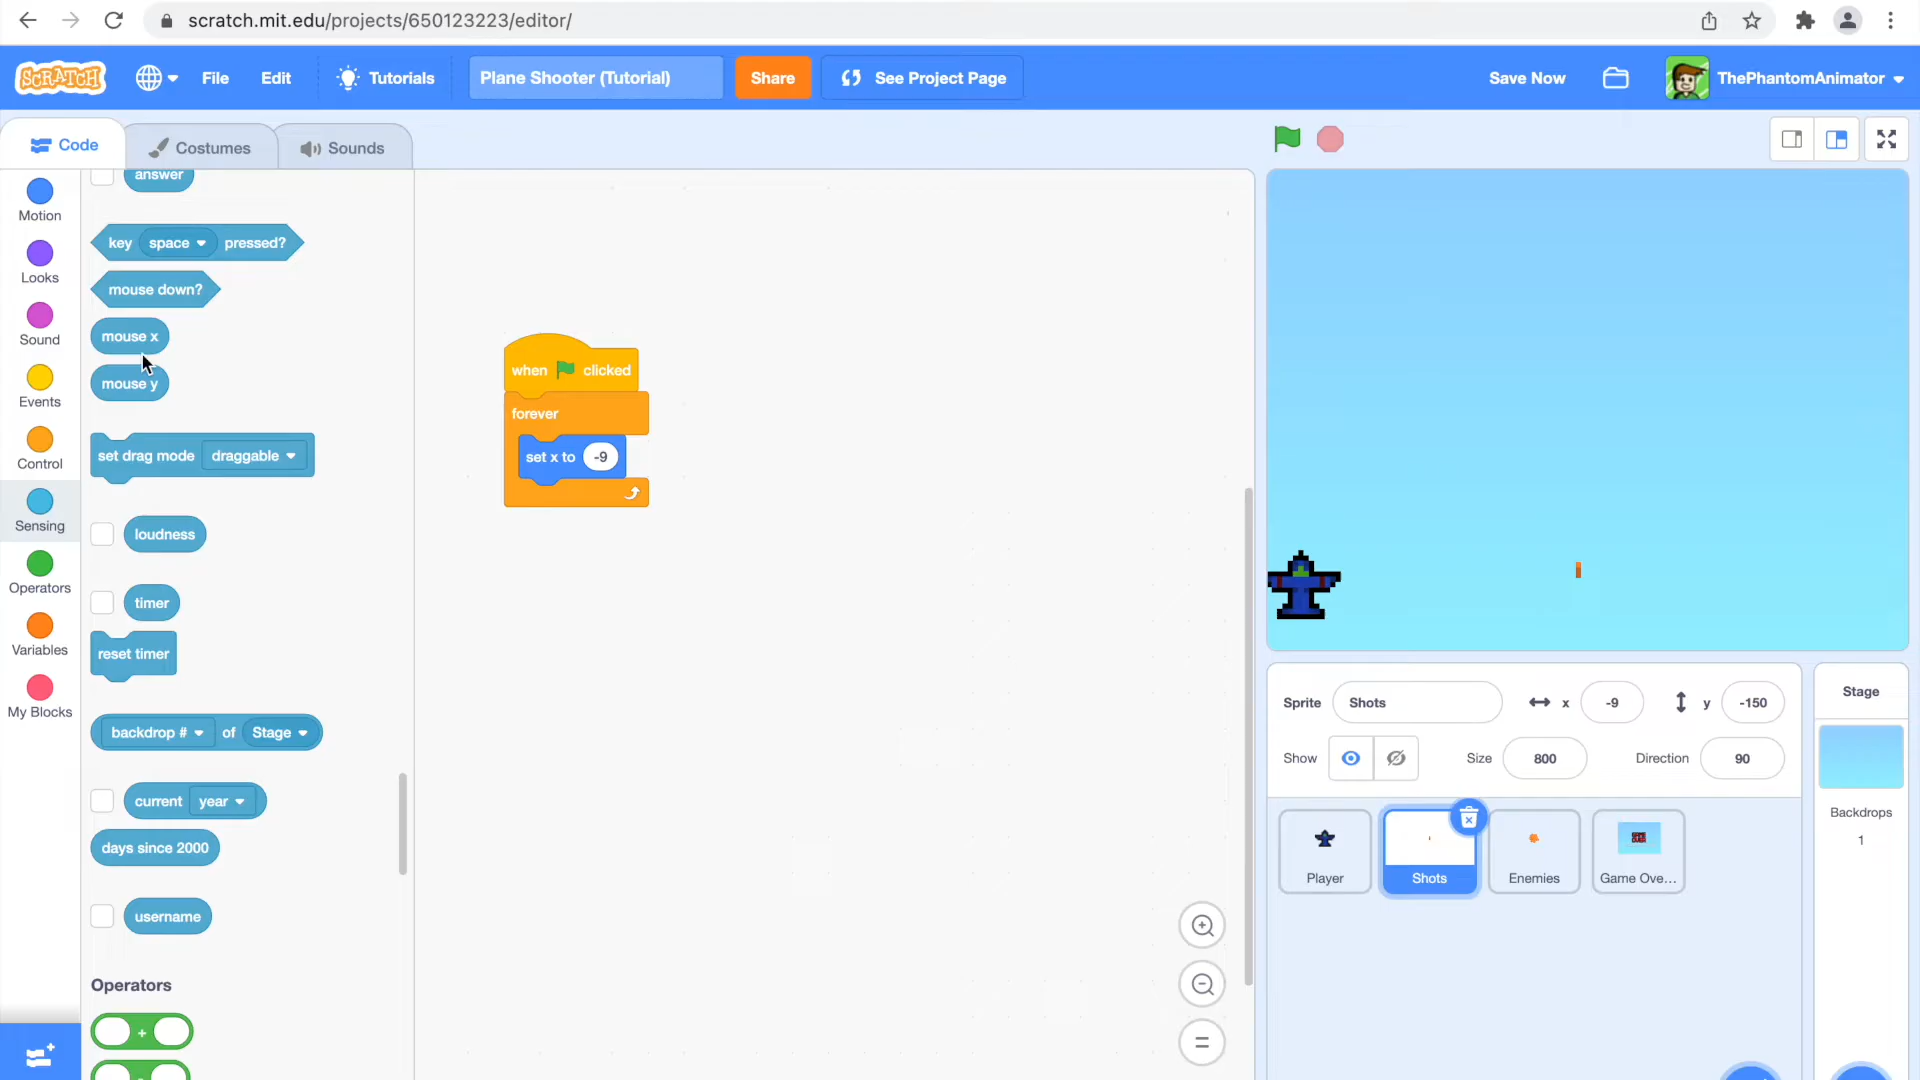 scratch.mit.edu/projects/650123223/editor/
SCRATCH
File
Edit
Tutorials
Plane Shooter (Tutorial)
Share
See Project Page
Save Now
ThePhantomAnimator
Code
Costumes
Sounds
Motion
Looks
Sound
Events
Control
Sensing
Operators
Variables
My Blocks
answer
key space pressed?
mouse down?
mouse x
mouse y
set drag mode draggable
loudness
timer
reset timer
backdrop # of Stage
current year
days since 2000
username
Operators
+
when clicked
forever
set x to -9
Sprite Shots x -9 y -150
Show Size 800 Direction 90
Player
Shots
Enemies
Game Ove...
Stage
Backdrops
1